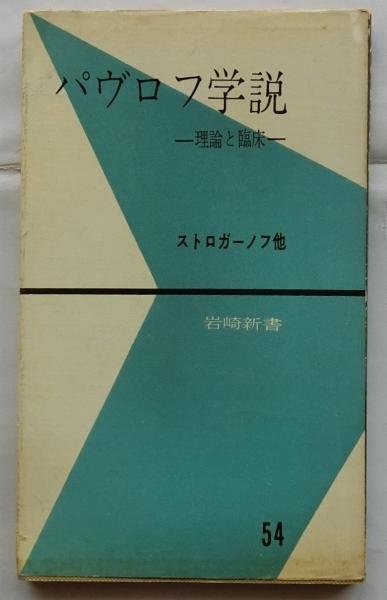 パヴロフ学説
—理論と臨床—
ストロガーノフ他
岩崎新書
54